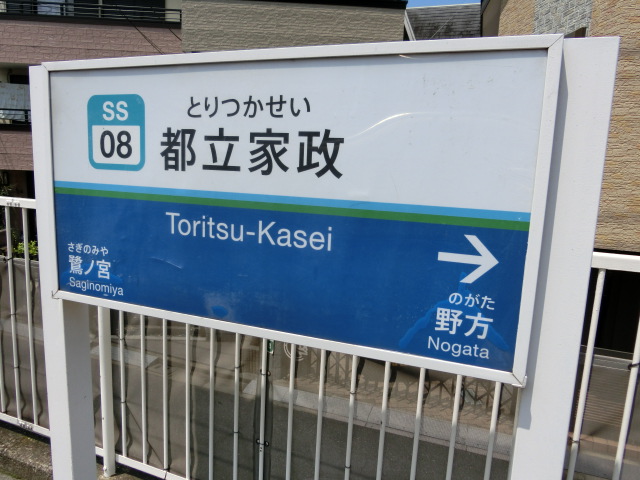 SS
08
とりつかせい
都立家政
Toritsu-Kasei
さぎのみや
鷺ノ宮
Saginomiya
→
のがた
野方
Nogata